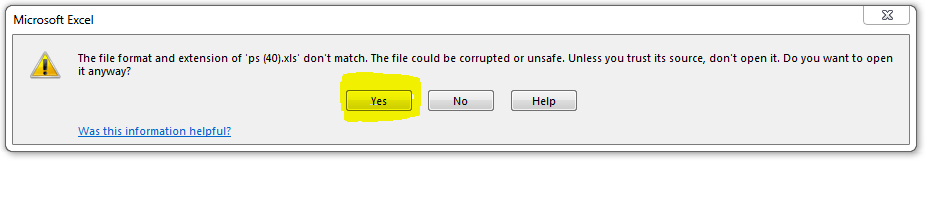 Microsoft Excel
The file format and extension of 'ps (40).xls' don't match. The file could be corrupted or unsafe. Unless you trust its source, don't open it. Do you want to open
it anyway?
Yes
No
Help
Was this information helpful?